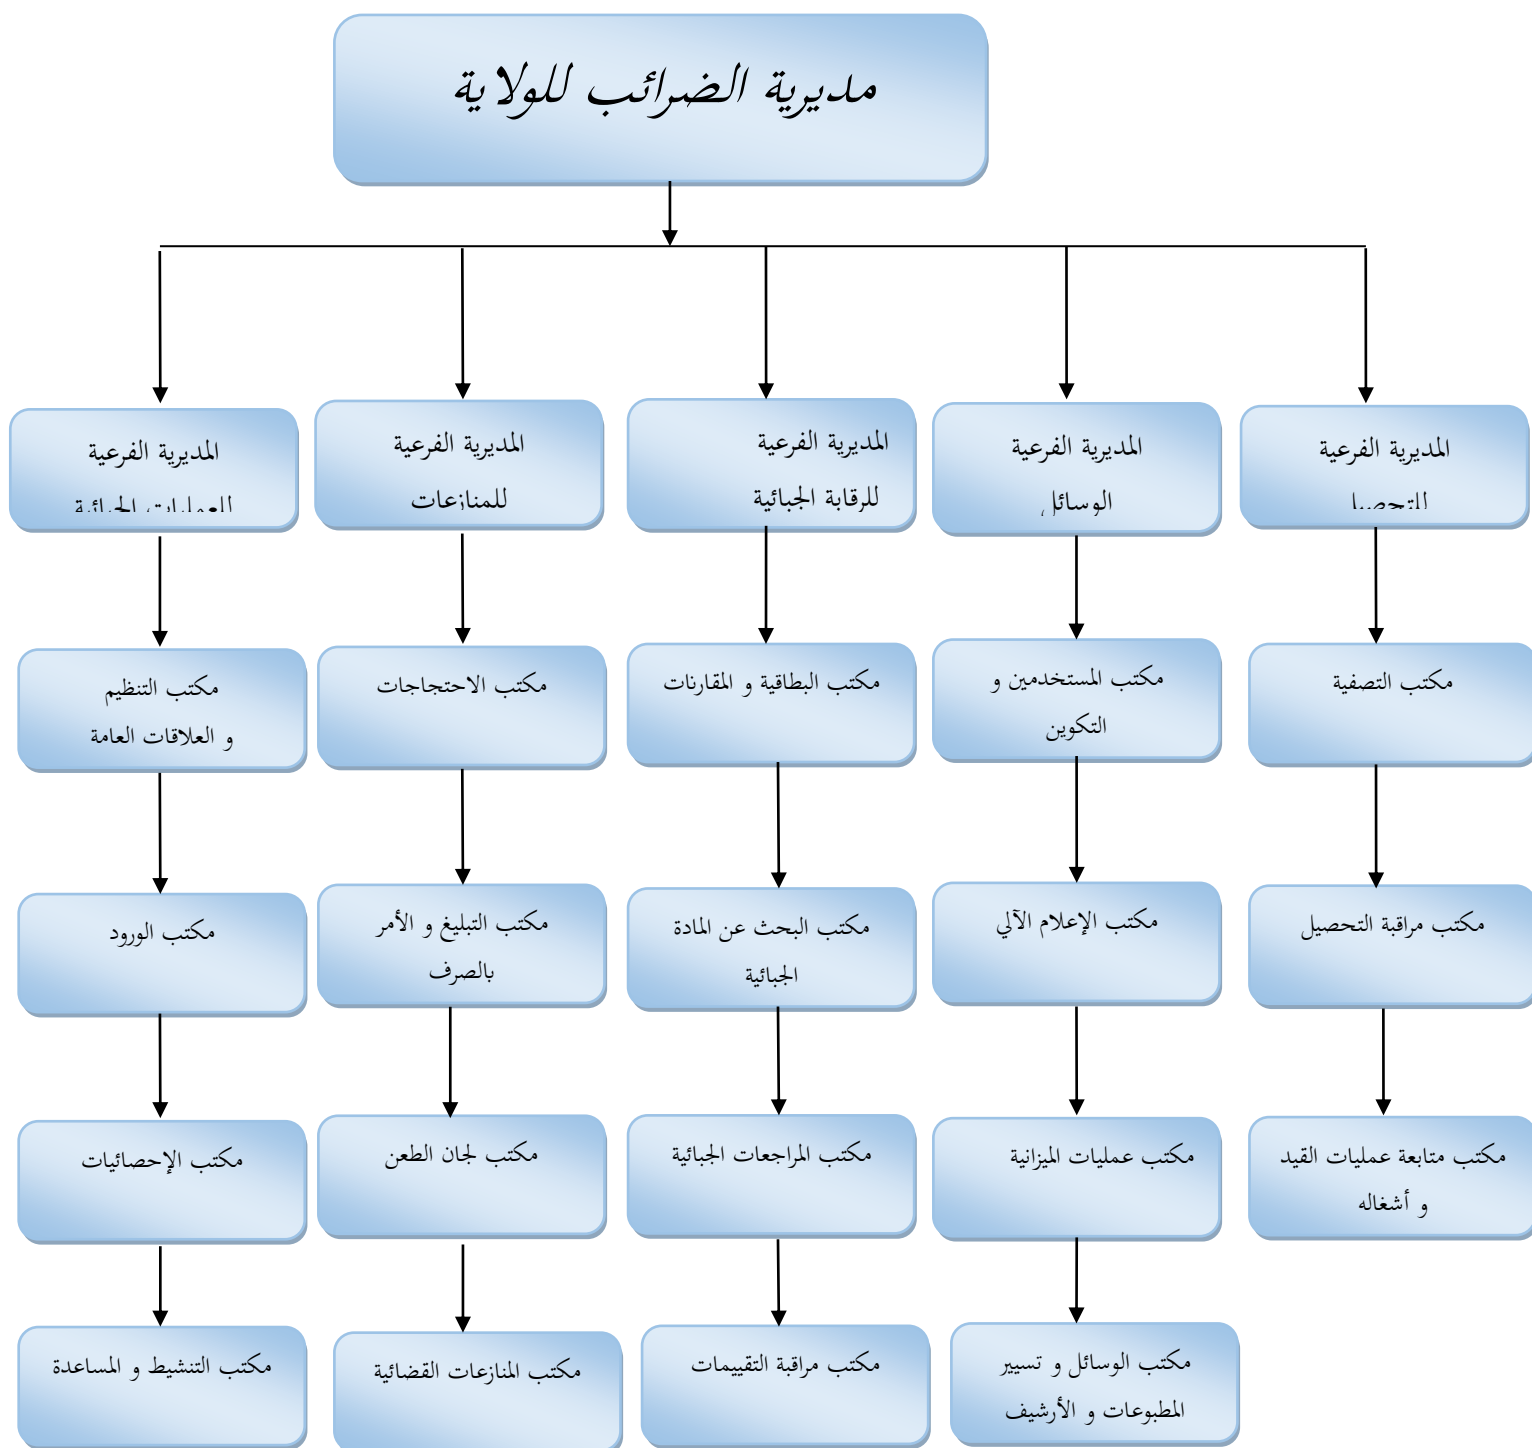 مديرية الضرائب للولاية
المديرية الفرعية
للتحصيل
المديرية الفرعية
الوسائل
المديرية الفرعية
للرقابة الجبائية
المديرية الفرعية
للمنازعات
المديرية الفرعية
للعمليات الجبائية
مكتب التصفية
مكتب المستخدمين و
التكوين
مكتب البطاقية و المقارنات
مكتب الاحتجاجات
مكتب التنظيم
و العلاقات العامة
مكتب مراقبة التحصيل
مكتب الإعلام الآلي
مكتب البحث عن المادة
الجبائية
مكتب التبليغ و الأمر
بالصرف
مكتب الورود
مكتب متابعة عمليات القيد
و أشغاله
مكتب عمليات الميزانية
مكتب المراجعات الجبائية
مكتب لجان الطعن
مكتب الإحصائيات
مكتب الوسائل و تسيير
المطبوعات و الأرشيف
مكتب مراقبة التقييمات
مكتب المنازعات القضائية
مكتب التنشيط و المساعدة